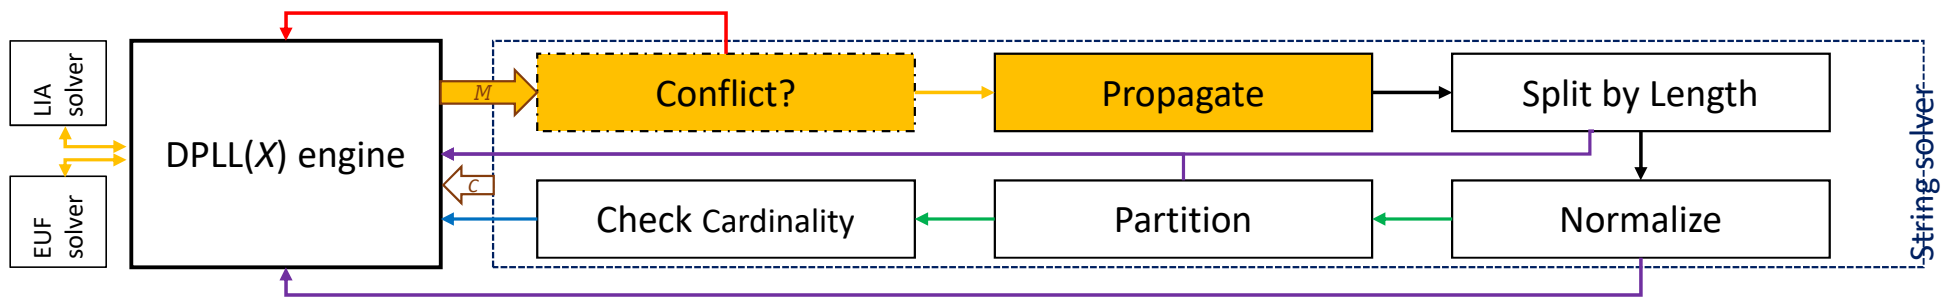 LIA
solver
EUF
solver
DPLL(X) engine
M
C
Conflict?
Propagate
Split by Length
Check Cardinality
Partition
Normalize
String solver